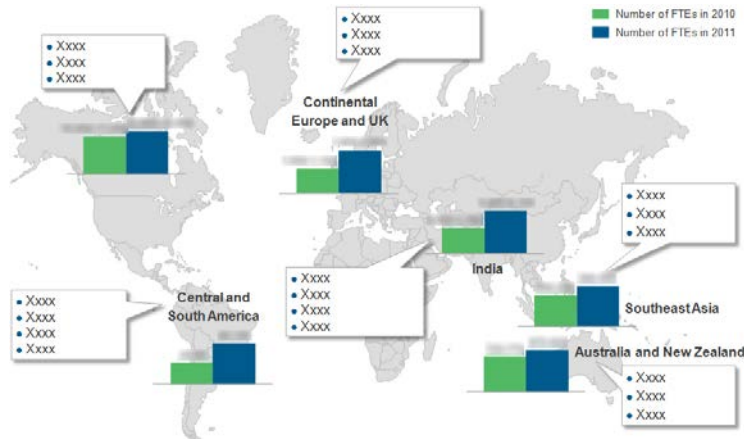 Number of FTEs in 2010
Number of FTEs in 2011
• Xxxx
• Xxxx
• Xxxx
• Xxxx
• Xxxx
• Xxxx
Continental
Europe and UK
• Xxxx
• Xxxx
• Xxxx
India
• Xxxx
• Xxxx
• Xxxx
• Xxxx
• Xxxx
• Xxxx
• Xxxx
• Xxxx
Central and
South America
Southeast Asia
Australia and New Zealand
• Xxxx
• Xxxx
• Xxxx